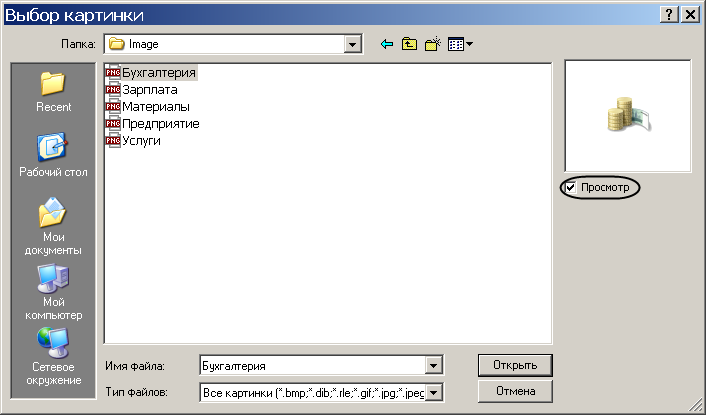 Выбор картинки
Папка: Image
PNG Бухгалтерия
PNG Зарплата
PNG Материалы
PNG Предприятие
PNG Услуги
Recent
Рабочий стол
Мои
документы
Мой
компьютер
Сетевое
окружение
Просмотр
Имя файла: Бухгалтерия Открыть
Тип файлов: Все картинки (*.bmp;*.dib;*.rle;*.gif;*.jpg;*.jpeg Отмена